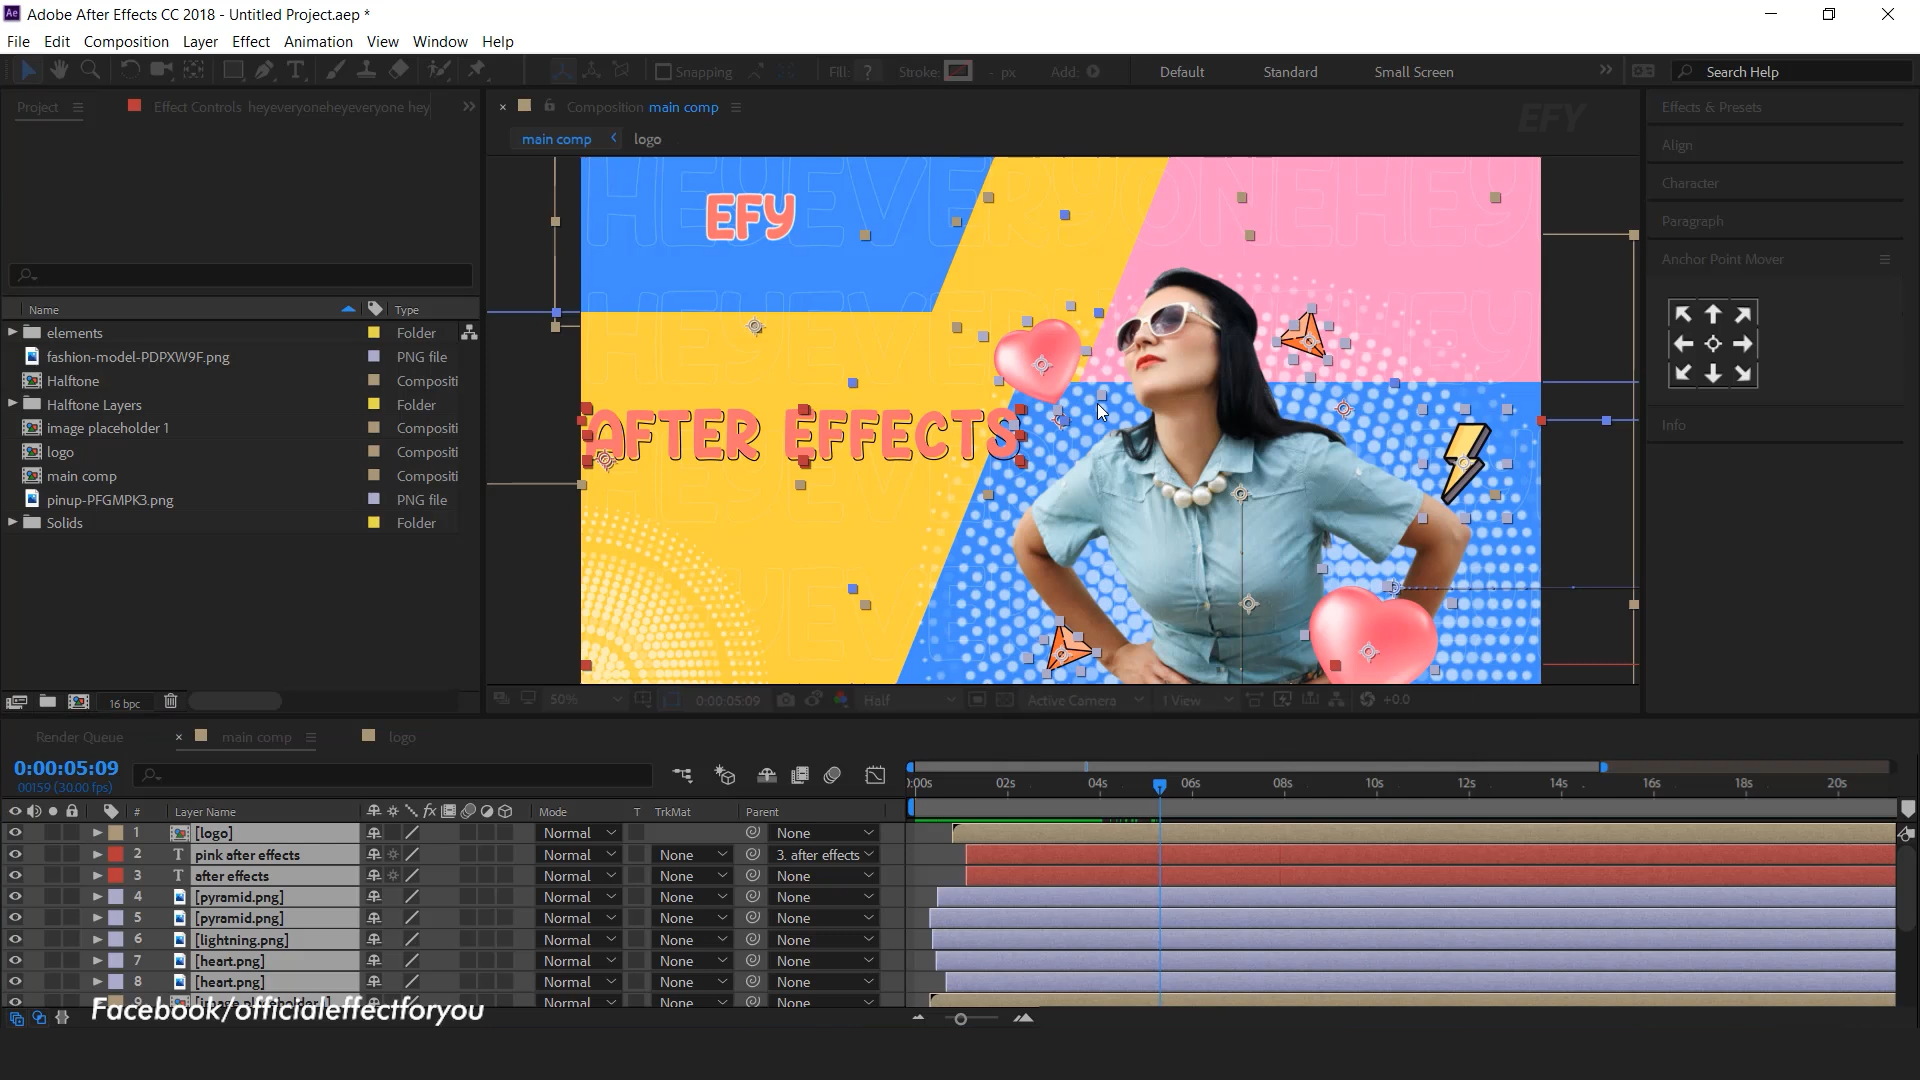 Adobe After Effects CC 2018 - Untitled Project.aep *
File Edit Composition Layer Effect Animation View Window Help
Snapping Fill: ? Stroke: - px Add: Default Standard Small Screen Search Help
Project Effect Controls heyeveryoneheyeveryone hey
Composition main comp
EFY
main comp logo
Effects & Presets
Align
Character
Paragraph
Anchor Point Mover
Info
HEYEVERYONEHEY
EFY
AFTER EFFECTS
Name Type
elements Folder
fashion-model-PDPXW9F.png PNG file
Halftone Compositi
Halftone Layers Folder
image placeholder 1 Compositi
logo Compositi
main comp Compositi
pinup-PFGMPK3.png PNG file
Solids Folder
16 bpc
50% 0:00:05:09 Half Active Camera 1 View +0.0
Render Queue main comp logo
0:00:05:09
00159 (30.00 fps)
:00s 02s 04s 06s 08s 10s 12s 14s 16s 18s 20s
# Layer Name fx Mode T TrkMat Parent
1 [logo] Normal None
2 T pink after effects Normal None 3. after effects
3 T after effects Normal None None
4 [pyramid.png] Normal None None
5 [pyramid.png] Normal None None
6 [lightning.png] Normal None None
7 [heart.png] Normal None None
8 [heart.png] Normal None None
Normal None None
Facebook/officialeffectforyou